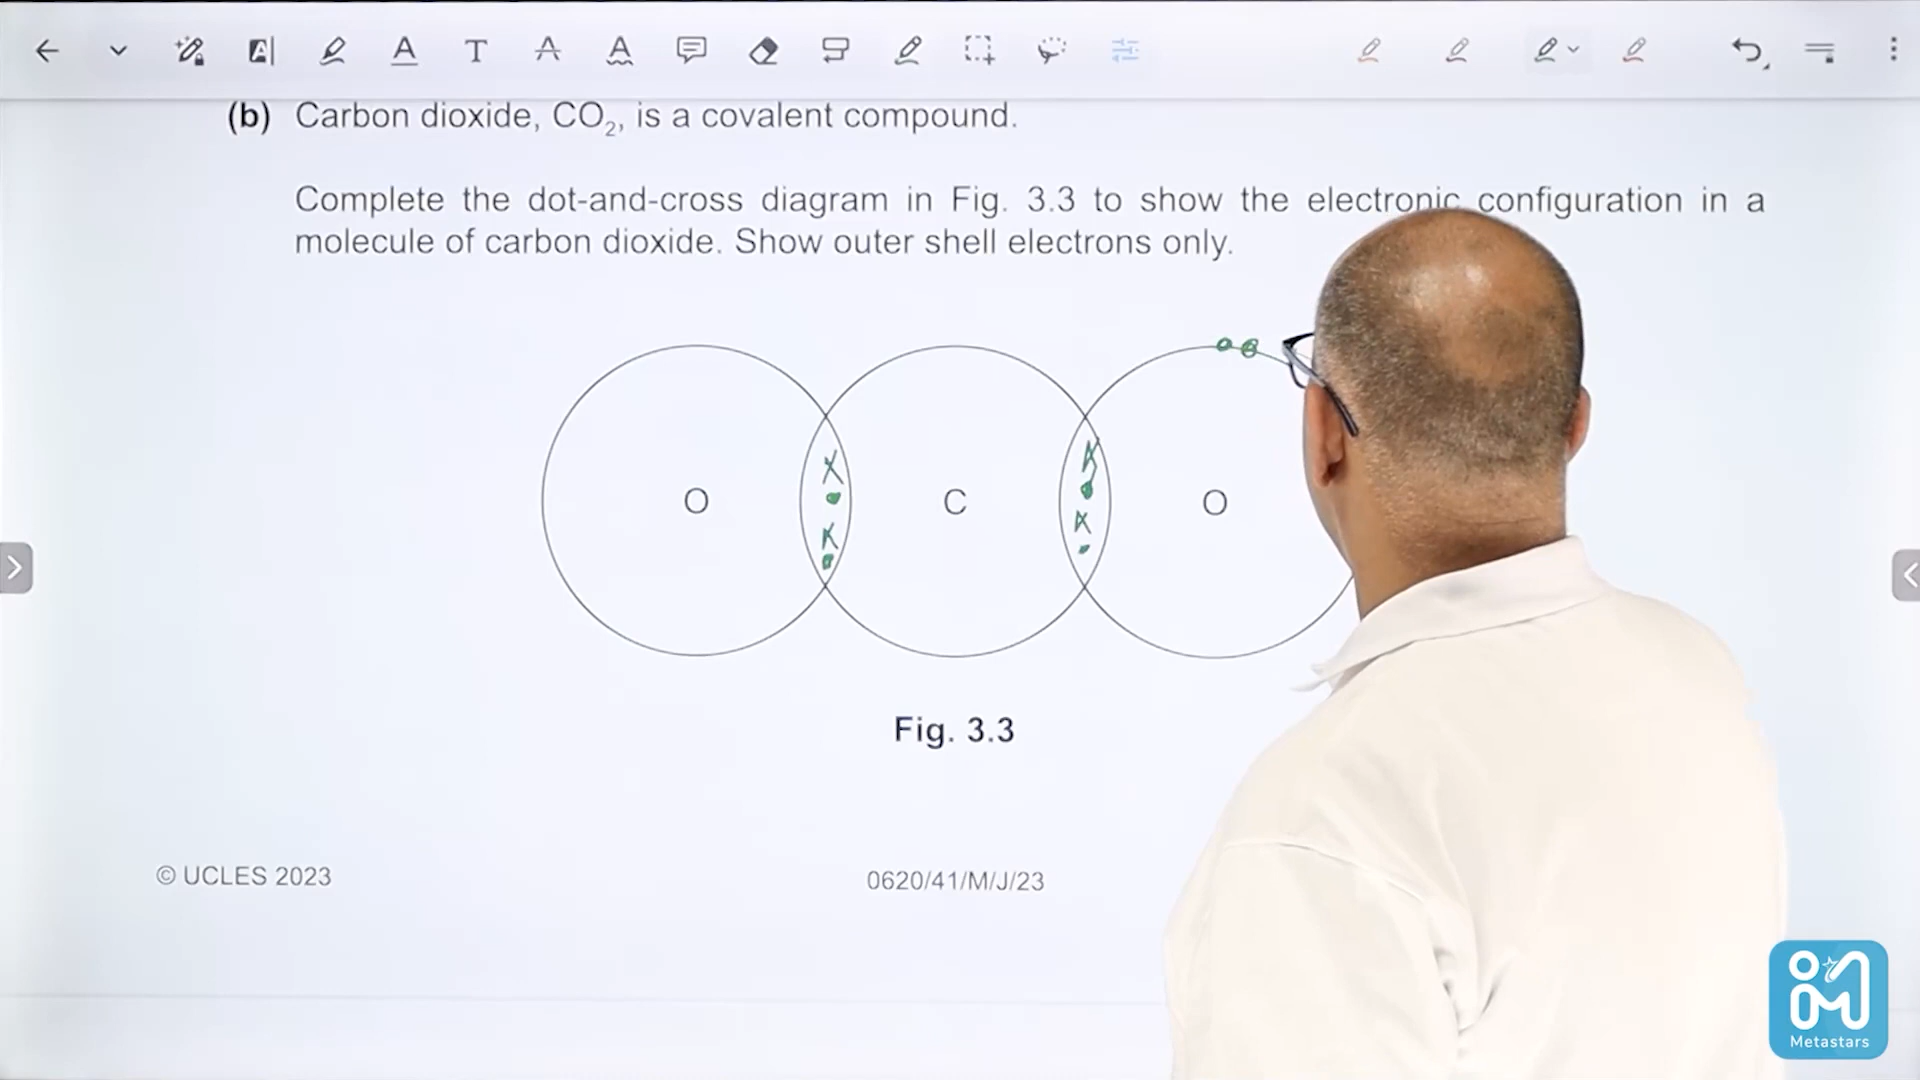 (b) Carbon dioxide, CO₂, is a covalent compound.
Complete the dot-and-cross diagram in Fig. 3.3 to show the electronic configuration in a
molecule of carbon dioxide. Show outer shell electrons only.
O C O
Fig. 3.3
© UCLES 2023
0620/41/M/J/23
Metastars